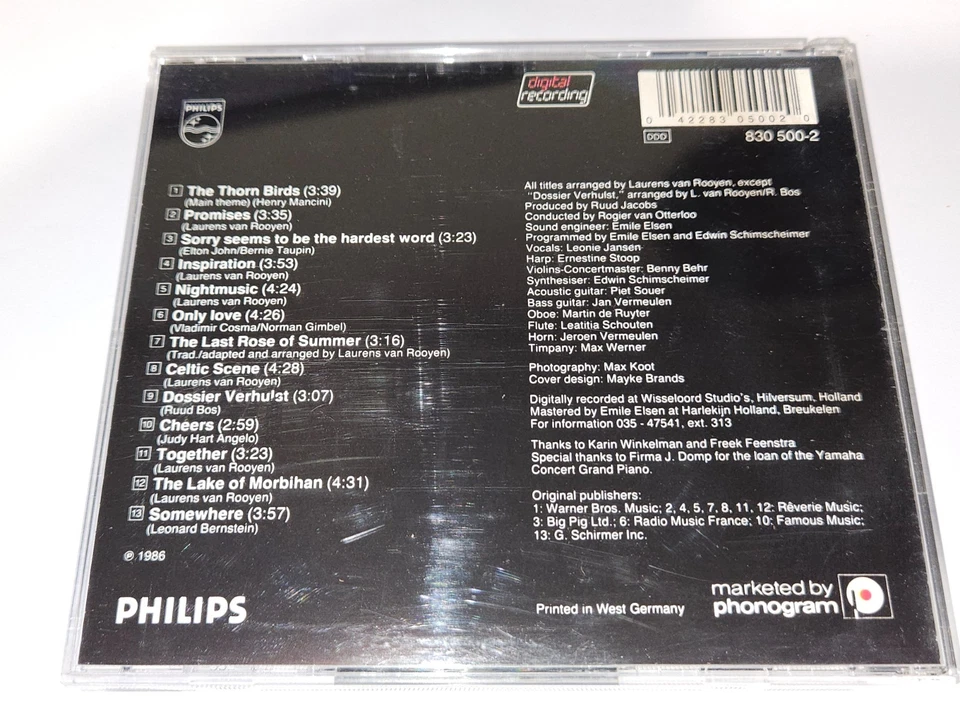 PHILIPS
digital
recording
0 42283 05002 0
DDD
830 500-2
1 The Thorn Birds (3:39)
(Main theme) (Henry Mancini)
2 Promises (3:35)
(Laurens van Rooyen)
3 Sorry seems to be the hardest word (3:23)
(Elton John/Bernie Taupin)
4 Inspiration (3:53)
(Laurens van Rooyen)
5 Nightmusic (4:24)
(Laurens van Rooyen)
6 Only love (4:26)
(Vladimir Cosma/Norman Gimbel)
7 The Last Rose of Summer (3:16)
(Trad./adapted and arranged by Laurens van Rooyen)
8 Celtic Scene (4:28)
(Laurens van Rooyen)
9 Dossier Verhulst (3:07)
(Ruud Bos)
10 Cheers (2:59)
(Judy Hart Angelo)
11 Together (3:23)
(Laurens van Rooyen)
12 The Lake of Morbihan (4:31)
(Laurens van Rooyen)
13 Somewhere (3:57)
(Leonard Bernstein)
℗ 1986
PHILIPS
All titles arranged by Laurens van Rooyen, except
"Dossier Verhulst," arranged by L. van Rooyen/R. Bos
Produced by Ruud Jacobs
Conducted by Rogier van Otterloo
Sound engineer: Emile Elsen
Programmed by Emile Elsen and Edwin Schimscheimer
Vocals: Leonie Jansen
Harp: Ernestine Stoop
Violins-Concertmaster: Benny Behr
Synthesiser: Edwin Schimscheimer
Acoustic guitar: Piet Souer
Bass guitar: Jan Vermeulen
Oboe: Martin de Ruyter
Flute: Leatitia Schouten
Horn: Jeroen Vermeulen
Timpany: Max Werner
Photography: Max Koot
Cover design: Mayke Brands
Digitally recorded at Wisseloord Studio's, Hilversum, Holland
Mastered by Emile Elsen at Harlekijn Holland, Breukelen
For information 035 - 47541, ext. 313
Thanks to Karin Winkelman and Freek Feenstra
Special thanks to Firma J. Domp for the loan of the Yamaha
Concert Grand Piano.
Original publishers:
1: Warner Bros. Music; 2, 4, 5, 7, 8, 11, 12: Rêverie Music;
3: Big Pig Ltd.; 6: Radio Music France; 10; Famous Music;
13: G. Schirmer Inc.
Printed in West Germany
marketed by
phonogram